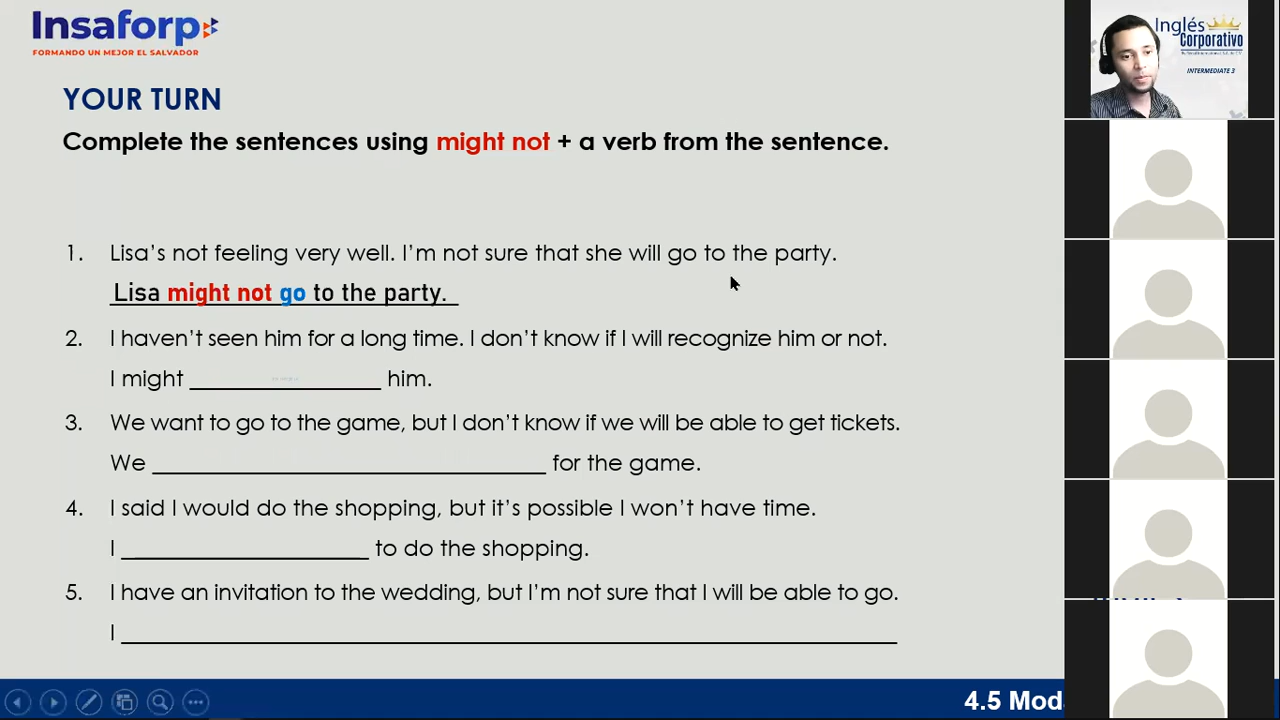 Insaforp
FORMANDO UN MEJOR EL SALVADOR
Inglés
Corporativo
INTERMEDIATE 3
YOUR TURN
Complete the sentences using might not + a verb from the sentence.
1. Lisa's not feeling very well. I'm not sure that she will go to the party.
Lisa might not go to the party.
2. I haven't seen him for a long time. I don't know if I will recognize him or not.
I might ________________ him.
3. We want to go to the game, but I don't know if we will be able to get tickets.
We ________________________________ for the game.
4. I said I would do the shopping, but it's possible I won't have time.
I ____________________ to do the shopping.
5. I have an invitation to the wedding, but I'm not sure that I will be able to go.
I ________________________________________________________________
4.5 Mod